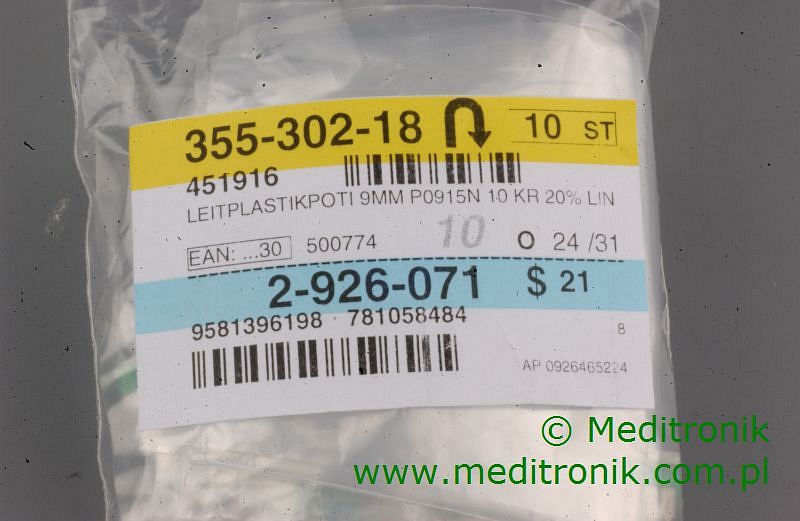 355-302-18 10 ST
451916
LEITPLASTIKPOTI 9MM P0915N 10 KR 20% LIN
EAN: ...30 500774 10 O 24 /31
2-926-071 $ 21
9581396198 781058484
8
AP 0926465224
© Meditronik
www.meditronik.com.pl